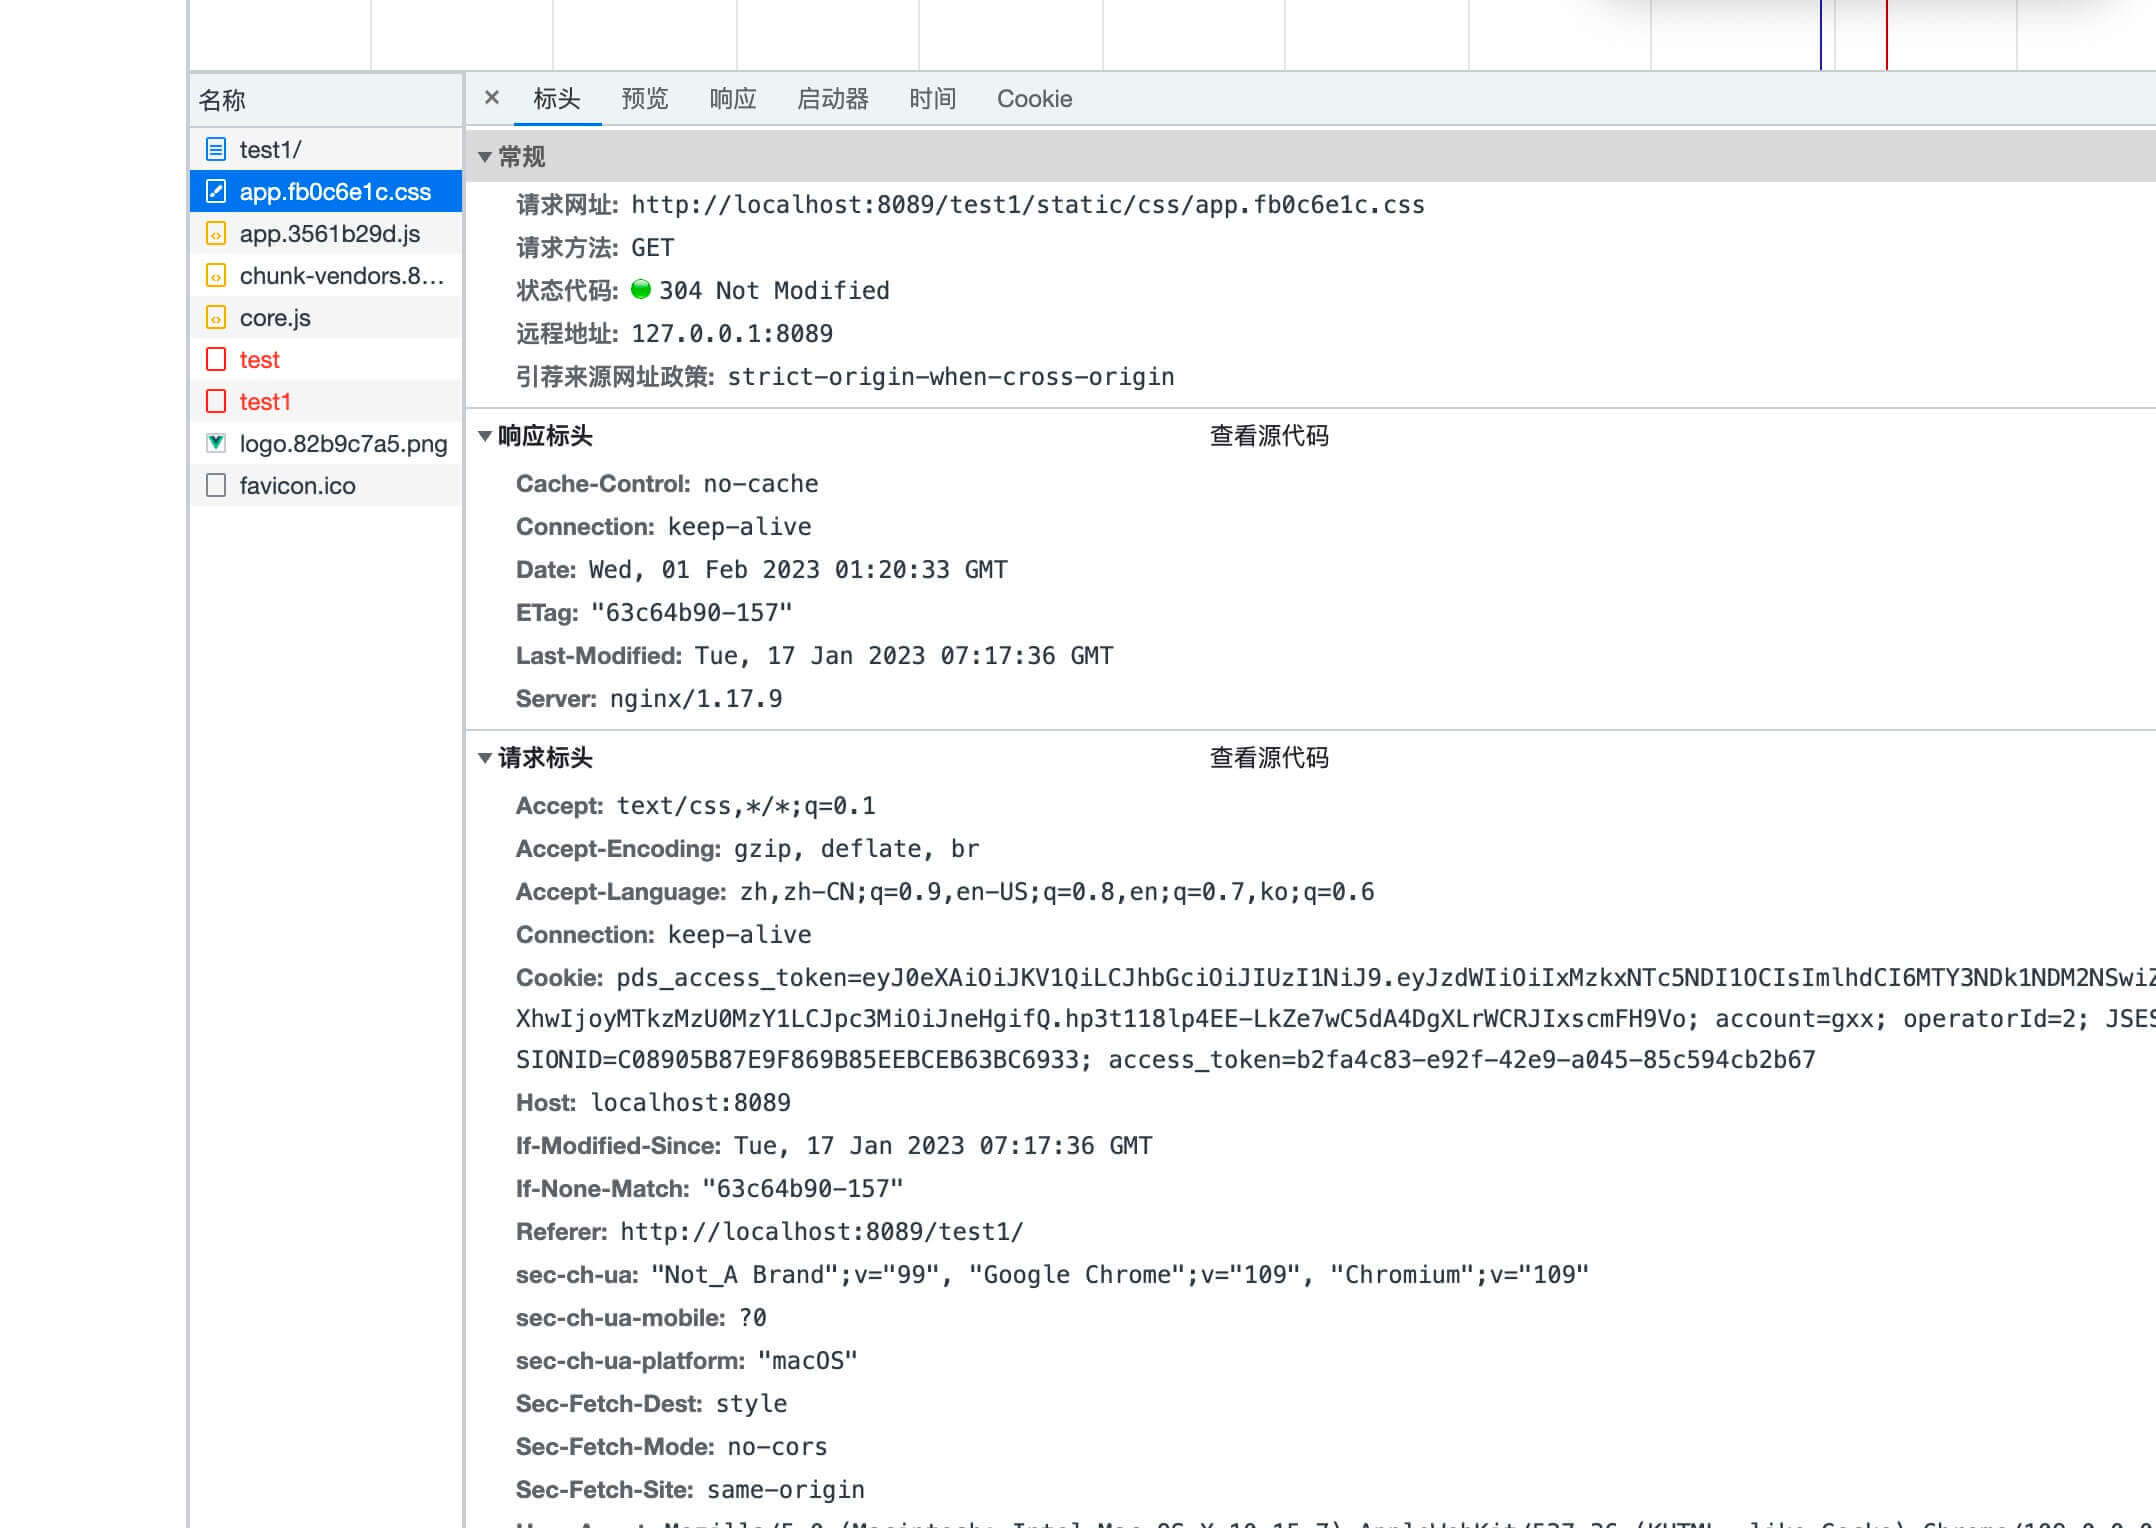 名称
test1/
app.fb0c6e1c.css
app.3561b29d.js
chunk-vendors.8...
core.js
test
test1
logo.82b9c7a5.png
favicon.ico
× 标头 预览 响应 启动器 时间 Cookie
常规
请求网址: http://localhost:8089/test1/static/css/app.fb0c6e1c.css
请求方法: GET
状态代码: 304 Not Modified
远程地址: 127.0.0.1:8089
引荐来源网址政策: strict-origin-when-cross-origin
响应标头 查看源代码
Cache-Control: no-cache
Connection: keep-alive
Date: Wed, 01 Feb 2023 01:20:33 GMT
ETag: "63c64b90-157"
Last-Modified: Tue, 17 Jan 2023 07:17:36 GMT
Server: nginx/1.17.9
请求标头 查看源代码
Accept: text/css,*/*;q=0.1
Accept-Encoding: gzip, deflate, br
Accept-Language: zh,zh-CN;q=0.9,en-US;q=0.8,en;q=0.7,ko;q=0.6
Connection: keep-alive
Cookie: pds_access_token=eyJ0eXAiOiJKV1QiLCJhbGciOiJIUzI1NiJ9.eyJzdWIiOiIxMzkxNTc5NDI1OCIsImlhdCI6MTY3NDk1NDM2NSwiZ
XhwIjoyMTkzMzU0MzY1LCJpc3MiOiJneHgifQ.hp3t118lp4EE-LkZe7wC5dA4DgXLrWCRJIxscmFH9Vo; account=gxx; operatorId=2; JSES
SIONID=C08905B87E9F869B85EEBCEB63BC6933; access_token=b2fa4c83-e92f-42e9-a045-85c594cb2b67
Host: localhost:8089
If-Modified-Since: Tue, 17 Jan 2023 07:17:36 GMT
If-None-Match: "63c64b90-157"
Referer: http://localhost:8089/test1/
sec-ch-ua: "Not_A Brand";v="99", "Google Chrome";v="109", "Chromium";v="109"
sec-ch-ua-mobile: ?0
sec-ch-ua-platform: "macOS"
Sec-Fetch-Dest: style
Sec-Fetch-Mode: no-cors
Sec-Fetch-Site: same-origin